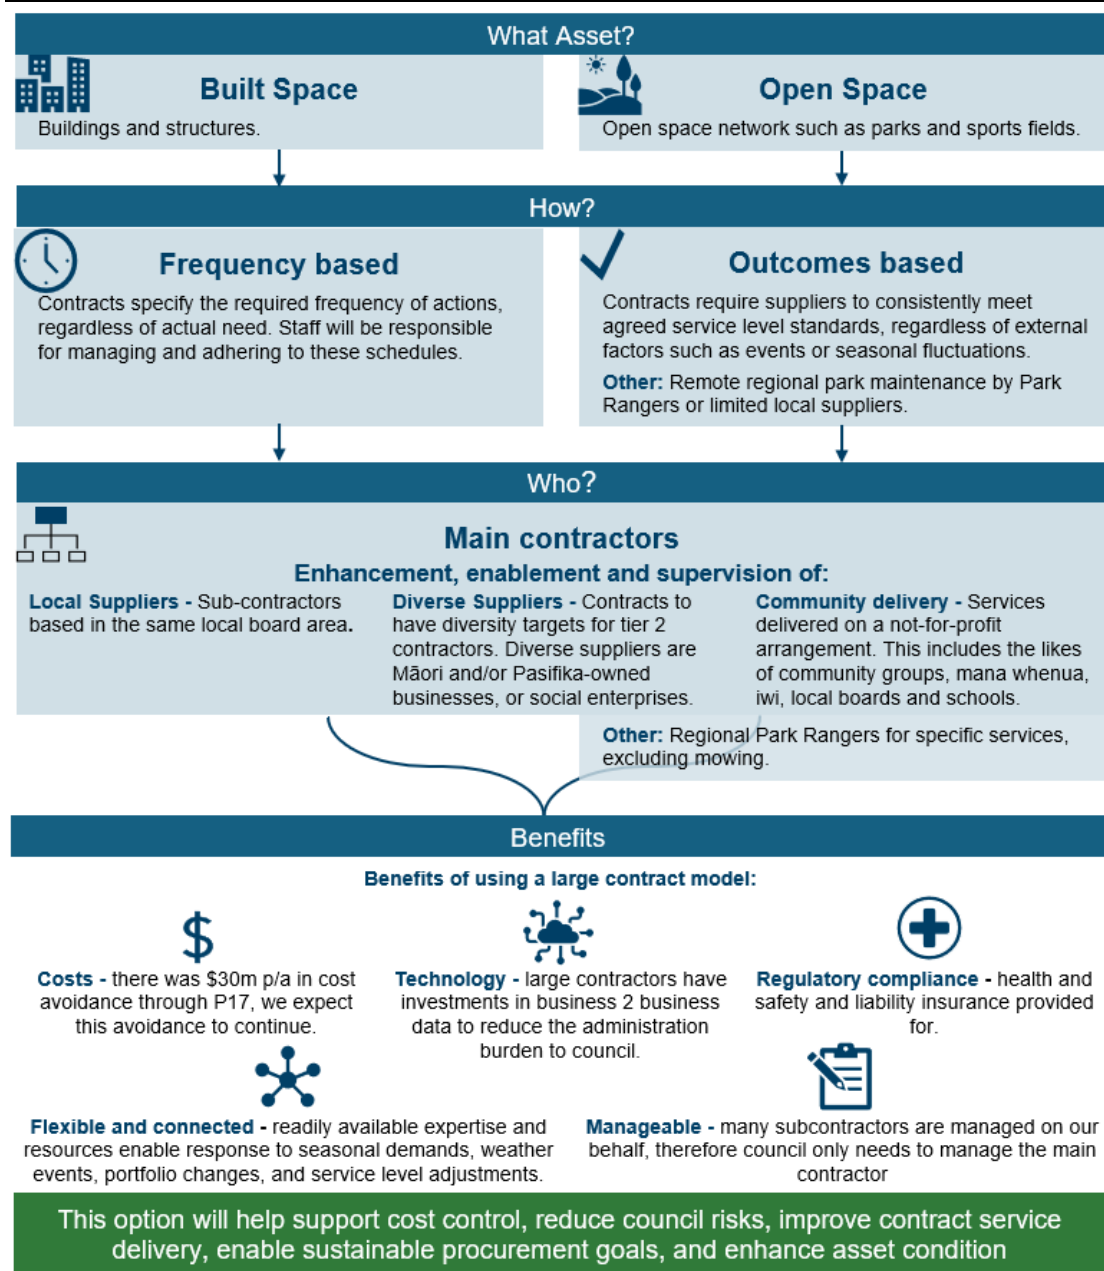 What Asset?
Built Space
Buildings and structures.
Open Space
Open space network such as parks and sports fields.
How?
Frequency based
Contracts specify the required frequency of actions,
regardless of actual need. Staff will be responsible
for managing and adhering to these schedules.
Outcomes based
Contracts require suppliers to consistently meet
agreed service level standards, regardless of external
factors such as events or seasonal fluctuations.
Other: Remote regional park maintenance by Park
Rangers or limited local suppliers.
Who?
Main contractors
Enhancement, enablement and supervision of:
Local Suppliers - Sub-contractors
based in the same local board area.
Diverse Suppliers - Contracts to
have diversity targets for tier 2
contractors. Diverse suppliers are
Māori and/or Pasifika-owned
businesses, or social enterprises.
Community delivery - Services
delivered on a not-for-profit
arrangement. This includes the likes
of community groups, mana whenua,
iwi, local boards and schools.
Other: Regional Park Rangers for specific services,
excluding mowing.
Benefits
Benefits of using a large contract model:
$
Costs - there was $30m p/a in cost
avoidance through P17, we expect
this avoidance to continue.
Technology - large contractors have
investments in business 2 business
data to reduce the administration
burden to council.
Regulatory compliance - health and
safety and liability insurance provided
for.
Flexible and connected - readily available expertise and
resources enable response to seasonal demands, weather
events, portfolio changes, and service level adjustments.
Manageable - many subcontractors are managed on our
behalf, therefore council only needs to manage the main
contractor
This option will help support cost control, reduce council risks, improve contract service
delivery, enable sustainable procurement goals, and enhance asset condition